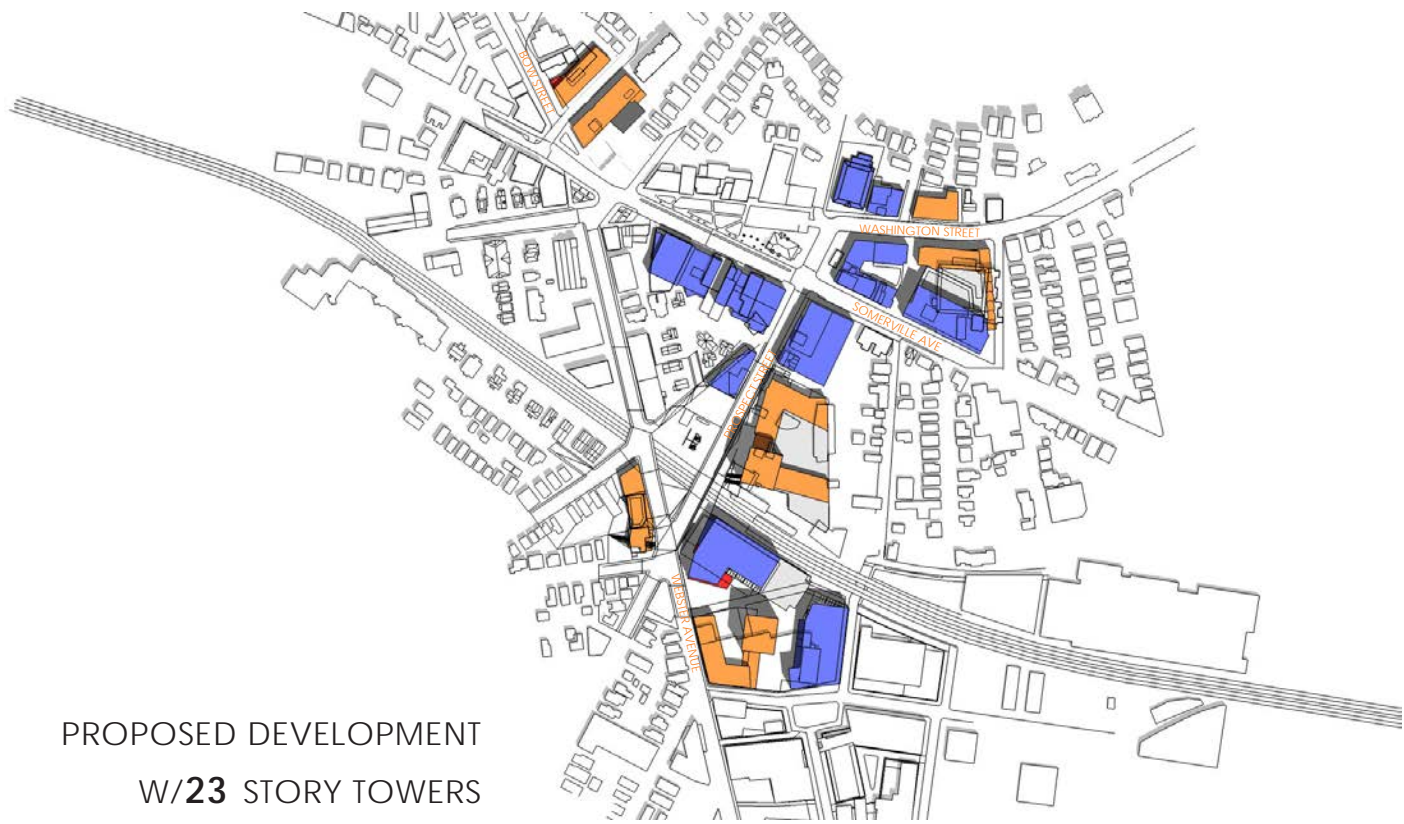 BOW STREET
WASHINGTON STREET
SOMERVILLE AVE
PROSPECT STREET
WEBSTER AVENUE
PROPOSED DEVELOPMENT
W/23 STORY TOWERS